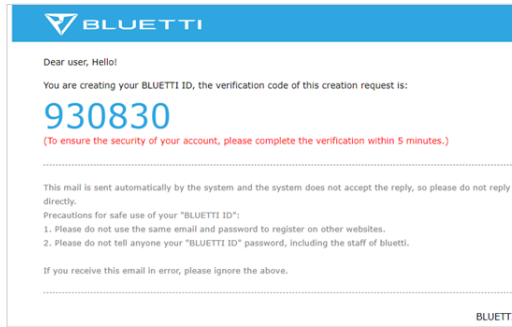 BLUETTI
Dear user, Hello!
You are creating your BLUETTI ID, the verification code of this creation request is:
930830
(To ensure the security of your account, please complete the verification within 5 minutes.)
This mail is sent automatically by the system and the system does not accept the reply, so please do not reply
directly.
Precautions for safe use of your "BLUETTI ID":
1. Please do not use the same email and password to register on other websites.
2. Please do not tell anyone your "BLUETTI ID" password, including the staff of bluetti.
If you receive this email in error, please ignore the above.
BLUETT